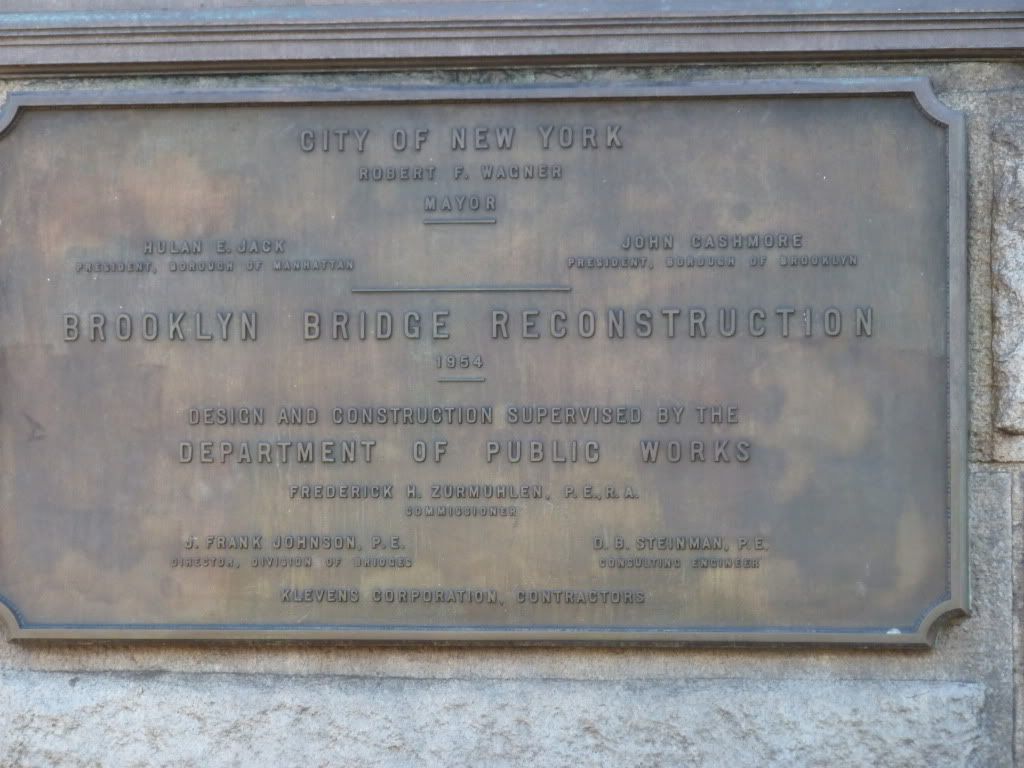 CITY OF NEW YORK
ROBERT F. WAGNER
MAYOR
HULAN E. JACK
PRESIDENT, BOROUGH OF MANHATTAN
JOHN CASHMORE
PRESIDENT, BOROUGH OF BROOKLYN
BROOKLYN BRIDGE RECONSTRUCTION
1954
DESIGN AND CONSTRUCTION SUPERVISED BY THE
DEPARTMENT OF PUBLIC WORKS
FREDERICK H. ZURMUHLEN, P.E.,R.A.
COMMISSIONER
J. FRANK JOHNSON, P.E.
DIRECTOR, DIVISION OF BRIDGES
D. B. STEINMAN, P.E.
CONSULTING ENGINEER
KLEVENS CORPORATION, CONTRACTORS